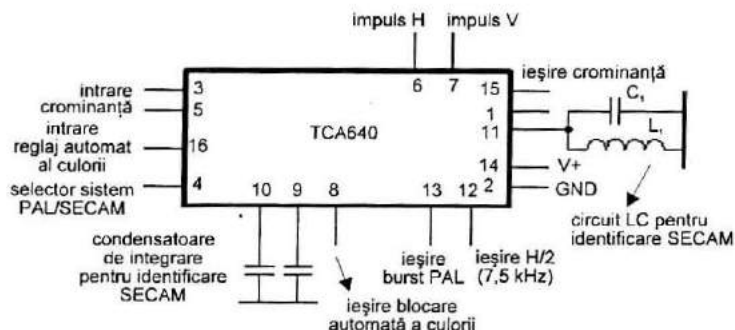 impuls H
impuls V
ieșire crominanță
3
6
7
15
intrare
crominanță
5
1
C₁
11
L₁
intrare
reglaj automat
al culorii
16
TCA640
14
V+
selector sistem
PAL/SECAM
4
10
9
8
13
12
2
GND
circuit LC pentru
identificare SECAM
condensatoare
de integrare
pentru identificare
SECAM
ieșire
burst PAL
ieșire H/2
(7,5 kHz)
ieșire blocare
automată a culorii